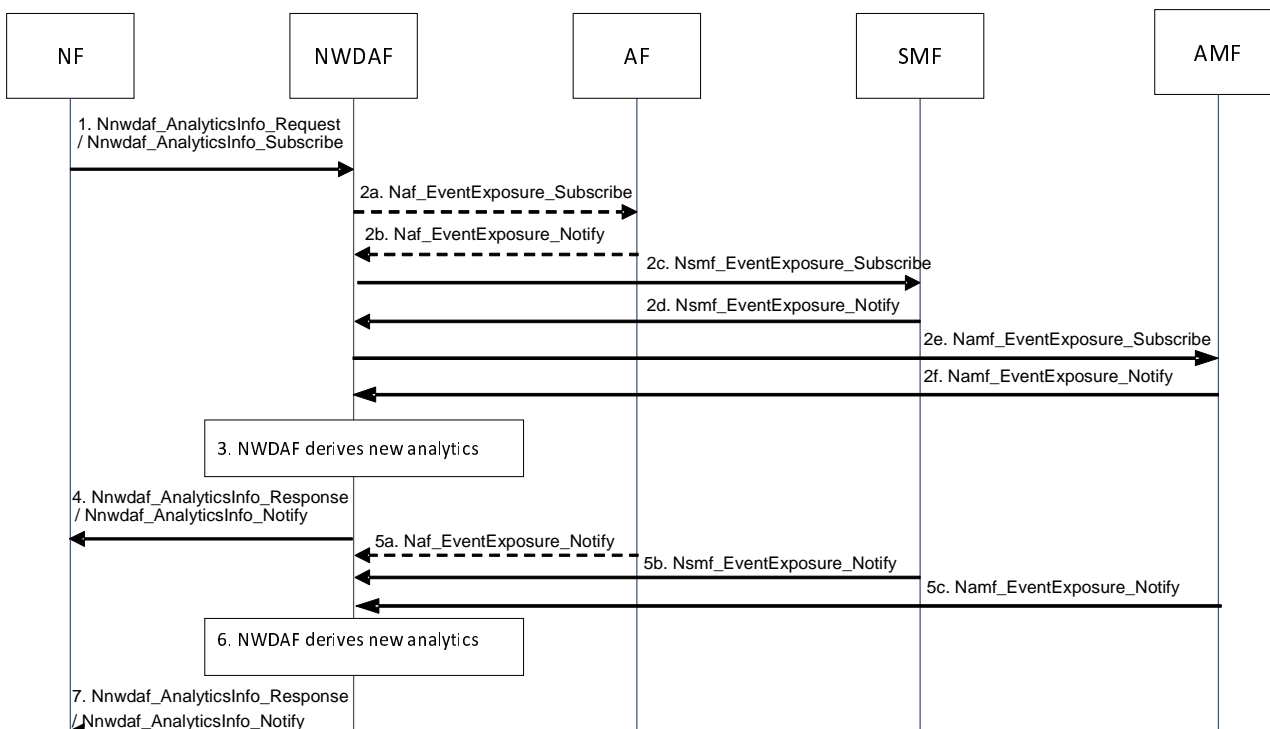 NF
NWDAF
AF
SMF
AMF
1. Nnwdaf_AnalyticsInfo_Request
/ Nnwdaf_AnalyticsInfo_Subscribe
2a. Naf_EventExposure_Subscribe
2b. Naf_EventExposure_Notify
2c. Nsmf_EventExposure_Subscribe
2d. Nsmf_EventExposure_Notify
2e. Namf_EventExposure_Subscribe
2f. Namf_EventExposure_Notify
3. NWDAF derives new analytics
4. Nnwdaf_AnalyticsInfo_Response
/ Nnwdaf_AnalyticsInfo_Notify
5a. Naf_EventExposure_Notify
5b. Nsmf_EventExposure_Notify
5c. Namf_EventExposure_Notify
6. NWDAF derives new analytics
7. Nnwdaf_AnalyticsInfo_Response
/ Nnwdaf_AnalyticsInfo_Notify